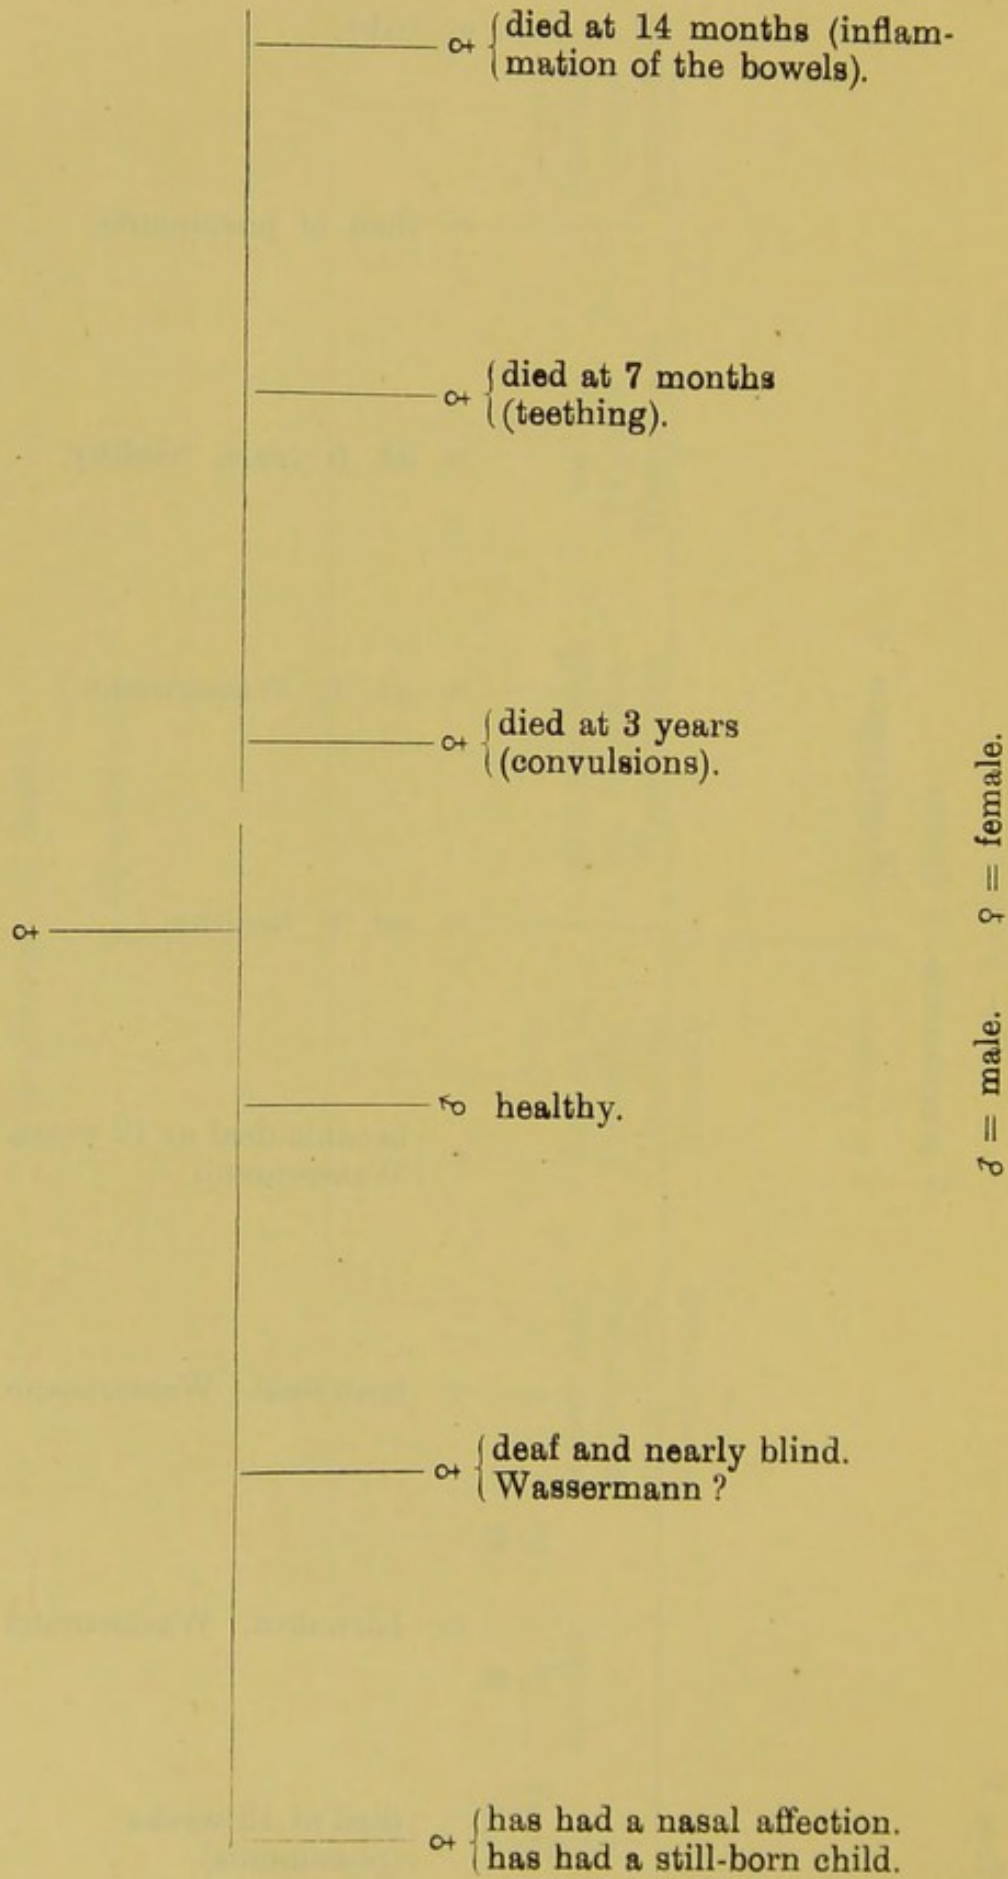 ♀ died at 14 months (inflam-
mation of the bowels).
♀ died at 7 months
(teething).
♀ died at 3 years
(convulsions).
♀
♂ healthy.
♀ deaf and nearly blind.
Wassermann ?
♀ has had a nasal affection.
has had a still-born child.
♂ = male. ♀ = female.